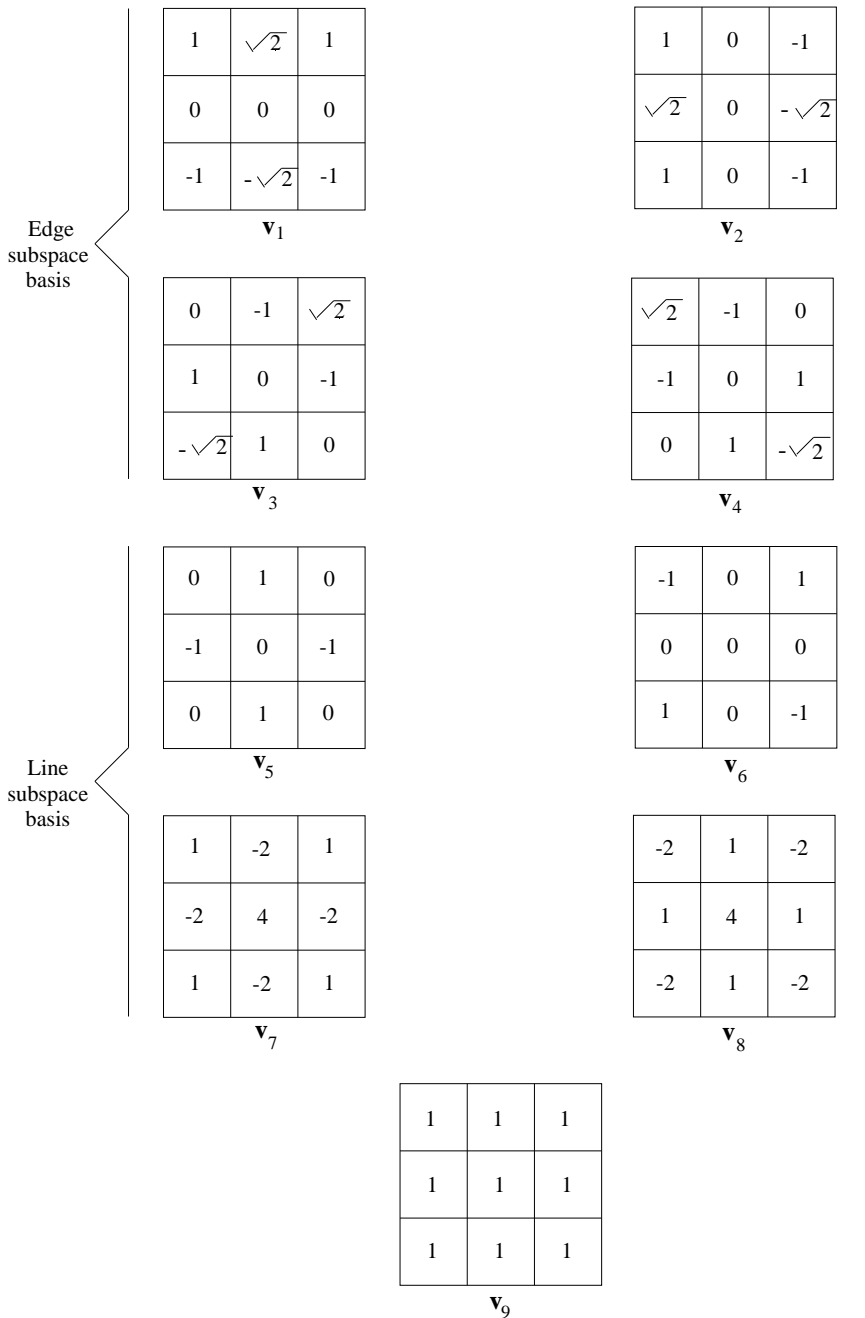 1 √2 1
0 0 0
-1 -√2 -1
v1
1 0 -1
√2 0 -√2
1 0 -1
v2
Edge
subspace
basis
0 -1 √2
1 0 -1
-√2 1 0
v3
√2 -1 0
-1 0 1
0 1 -√2
v4
0 1 0
-1 0 -1
0 1 0
v5
-1 0 1
0 0 0
1 0 -1
v6
Line
subspace
basis
1 -2 1
-2 4 -2
1 -2 1
v7
-2 1 -2
1 4 1
-2 1 -2
v8
1 1 1
1 1 1
1 1 1
v9